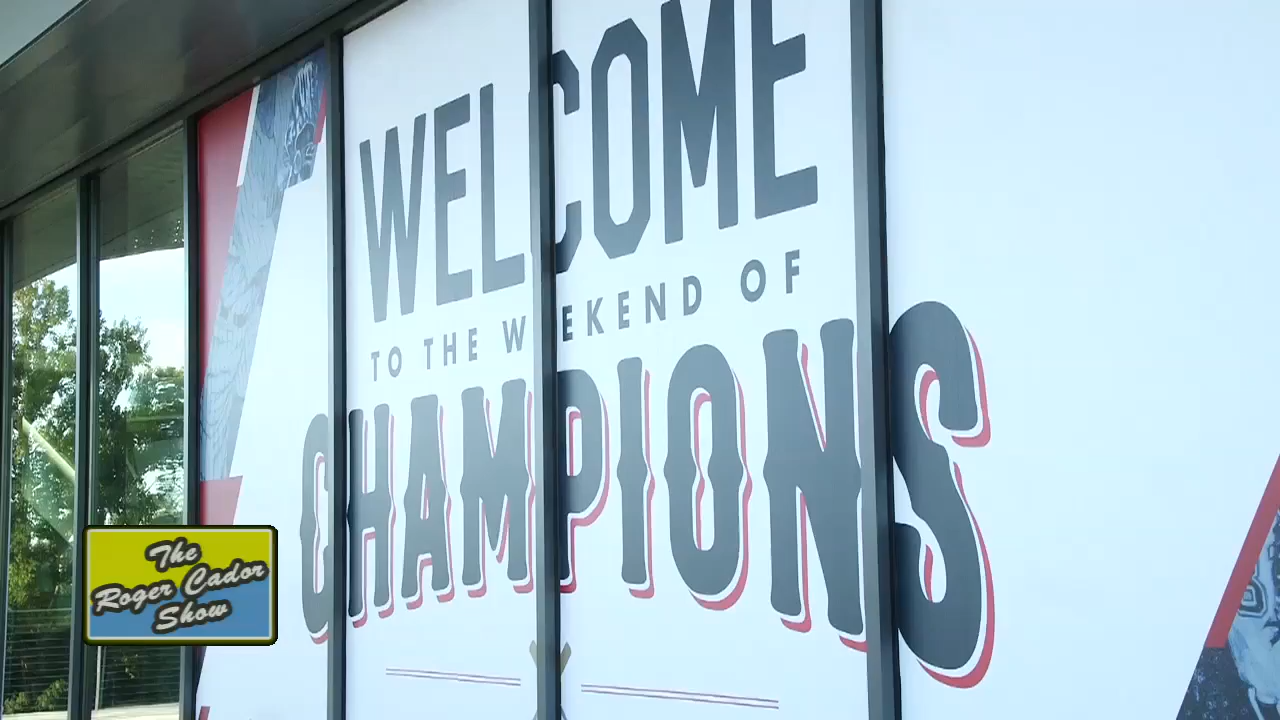 WELCOME
TO THE WEEKEND OF
CHAMPIONS
The
Roger Cador
Show